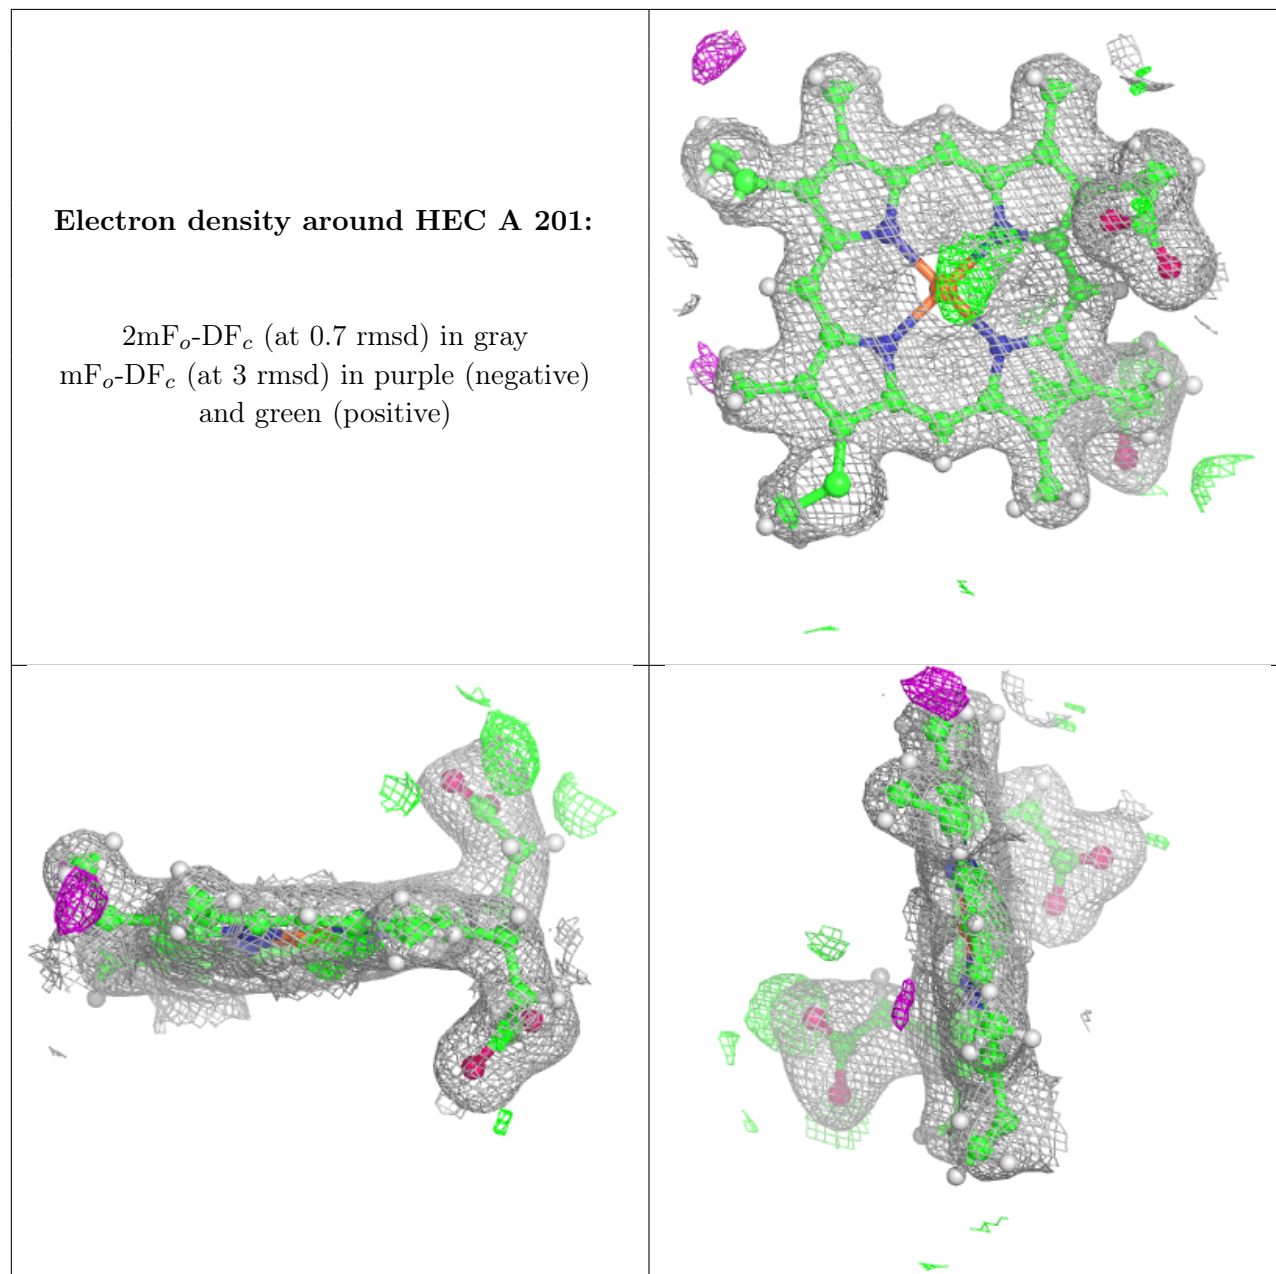 Electron density around HEC A 201:
2mFo-DFc (at 0.7 rmsd) in gray
mFo-DFc (at 3 rmsd) in purple (negative)
and green (positive)